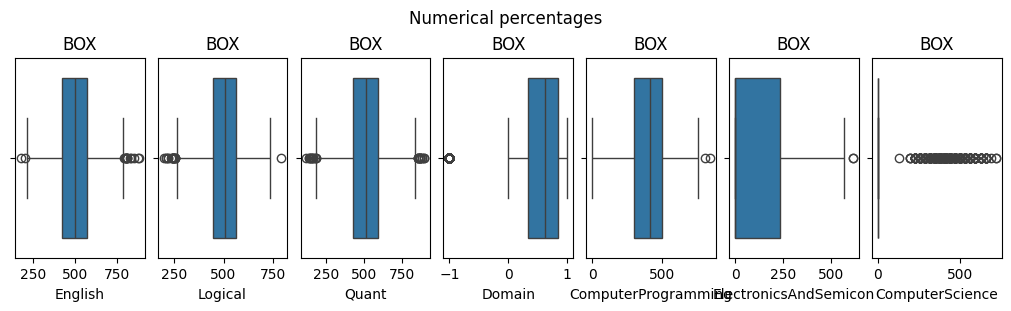 Numerical percentages
BOX BOX BOX BOX BOX BOX BOX
250 500 750 250 500 750 250 500 750 −1 0 1 0 500 0 500 0 500
English Logical Quant Domain ComputerProgramming ElectronicsAndSemicon ComputerScience